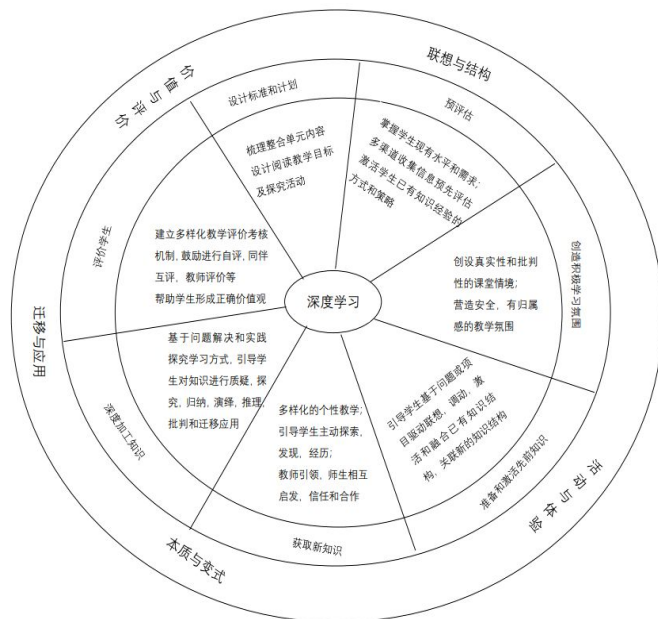 联想与结构
价值与评价
设计标准和计划
预评估
梳理整合单元内容
设计阅读教学目标
及探究活动
掌握学生现有水平和需求;
多渠道收集信息预先评估
激活学生已有知识经验的
方式和策略
评价学生
建立多样化教学评价考核
机制, 鼓励进行自评, 同伴
互评、教师评价等
帮助学生形成正确价值观
深度学习
创设真实性和批判
性的课堂情境;
营造安全, 有归属
感的教学氛围
创造积极学习氛围
迁移与应用
基于问题解决和实践
探究学习方式, 引导学
生对知识进行质疑, 探
究, 归纳, 演绎, 推理,
批判和迁移应用
深度加工知识
多样化的个性教学;
引导学生主动探索,
发现, 经历;
教师引领, 师生相互
启发, 信任和合作
引导学生基于问题或项
目驱动联想, 调动, 激
活和融合已有知识结
构, 关联新的知识结构
准备和激活先前知识
活动与体验
获取新知识
本质与变式